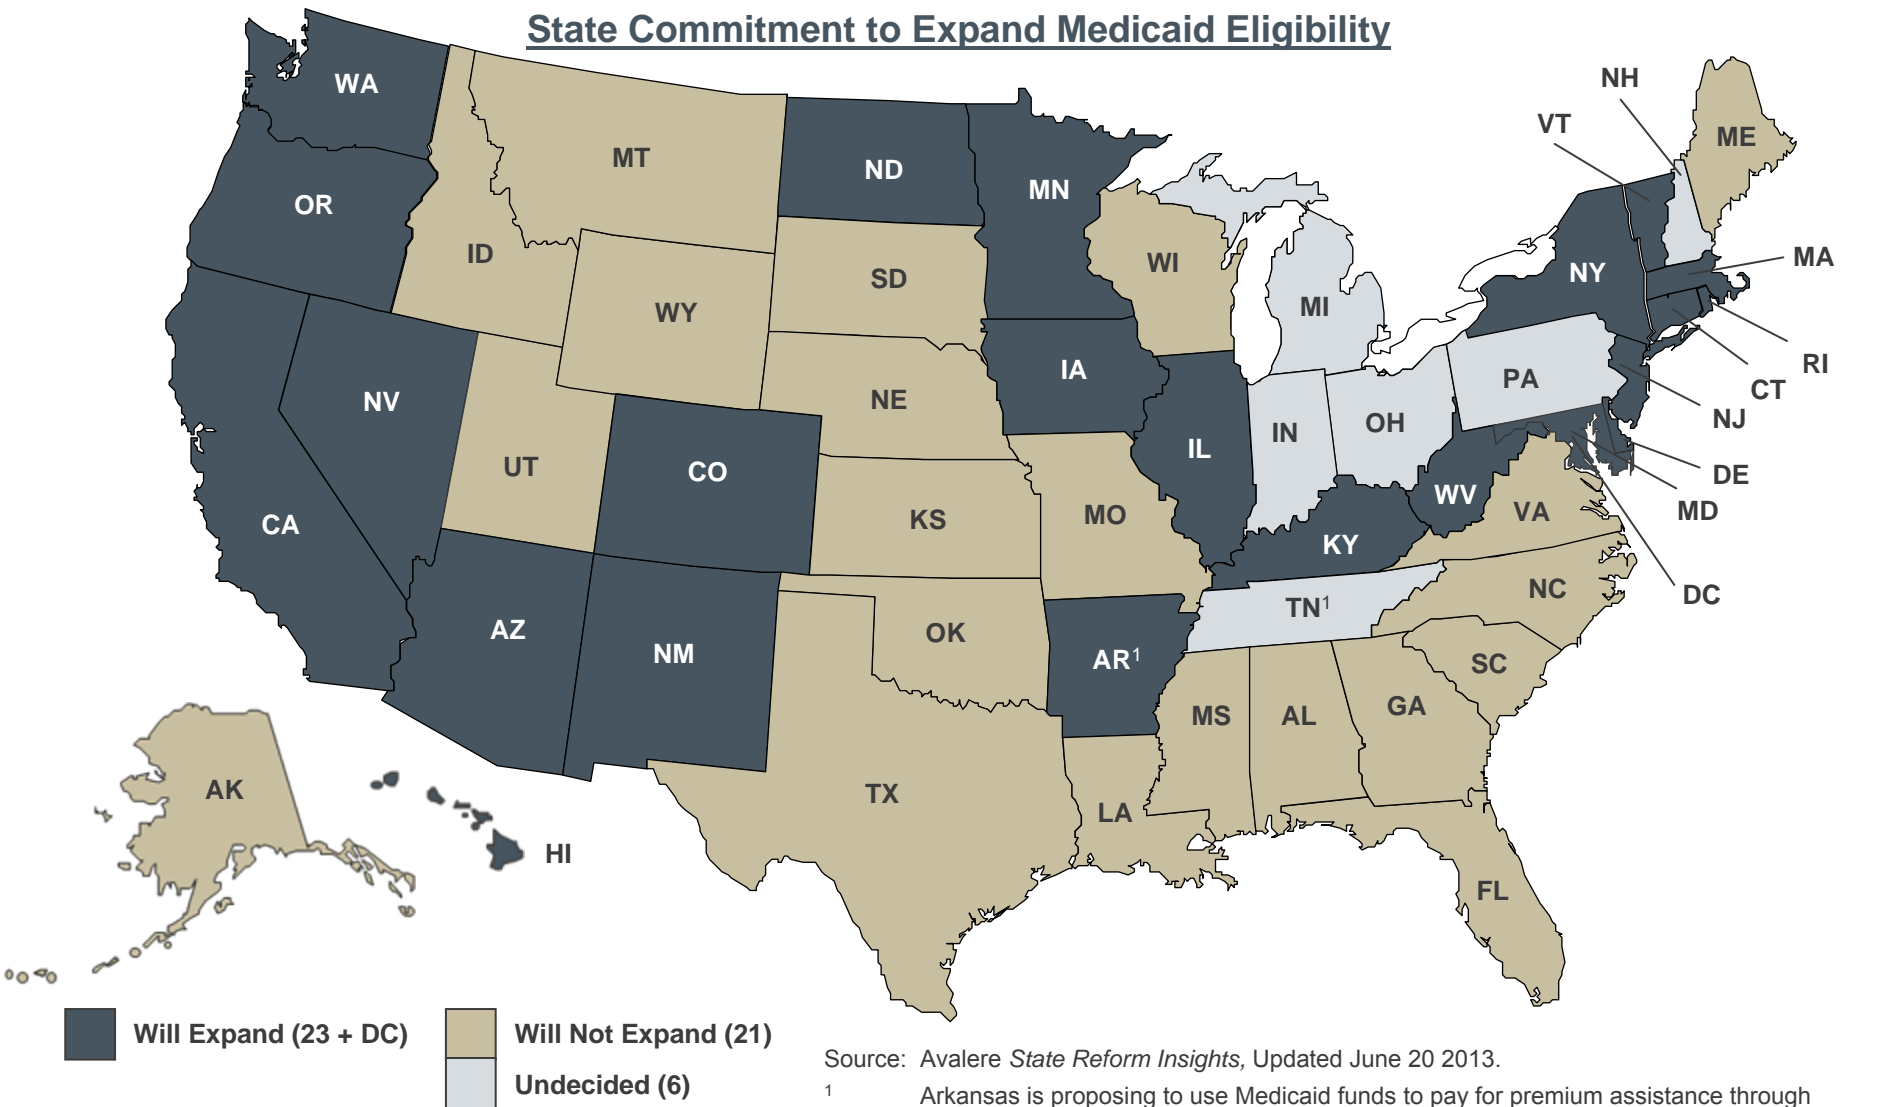 State Commitment to Expand Medicaid Eligibility
WA
OR
CA
NV
ID
MT
WY
UT
AZ
CO
NM
ND
SD
NE
KS
OK
TX
MN
IA
MO
AR¹
LA
WI
IL
MI
IN
OH
KY
TN¹
MS
AL
GA
FL
SC
NC
VA
WV
PA
NY
VT
NH
ME
MA
RI
CT
NJ
DE
MD
DC
AK
HI
Will Expand (23 + DC)
Will Not Expand (21)
Undecided (6)
Source: Avalere State Reform Insights, Updated June 20 2013.
¹ Arkansas is proposing to use Medicaid funds to pay for premium assistance through